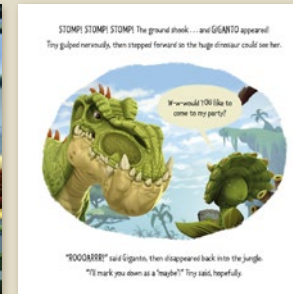 STOMP! STOMP! STOMP! The ground shook . . . and GIGANTO appeared!
Tiny gulped nervously, then stepped forward so the huge dinosaur could see her.
W-w-would YOU like to
come to my party?
"ROOOARRR!" said Giganto, then disappeared back into the jungle.
"I'll mark you down as a 'maybe'!" Tiny said, hopefully.